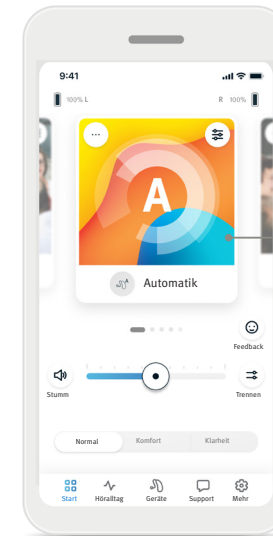 9:41
100% L
R 100%
A
A
Automatik
Feedback
Stumm
Trennen
Normal Komfort Klarheit
Start Höralltag Geräte Support Mehr